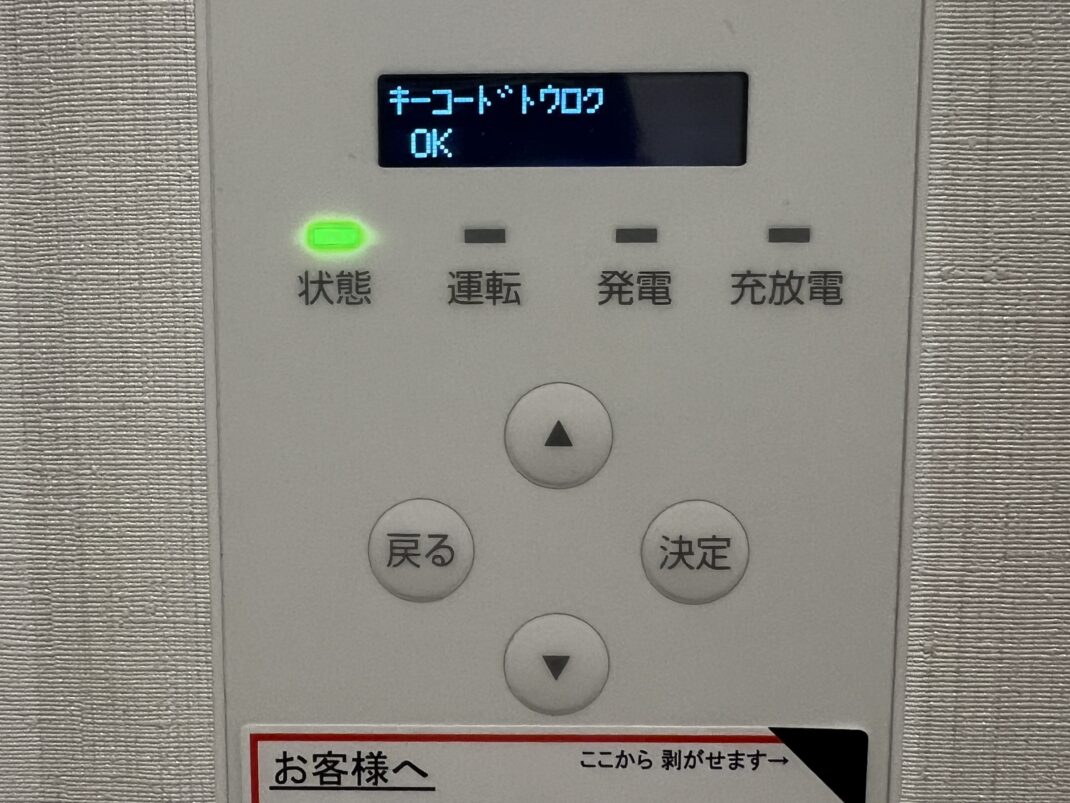 キーコードトウロク
OK
状態 運転 発電 充放電
▲
戻る 決定
▼
お客様へ ここから 剥がせます→